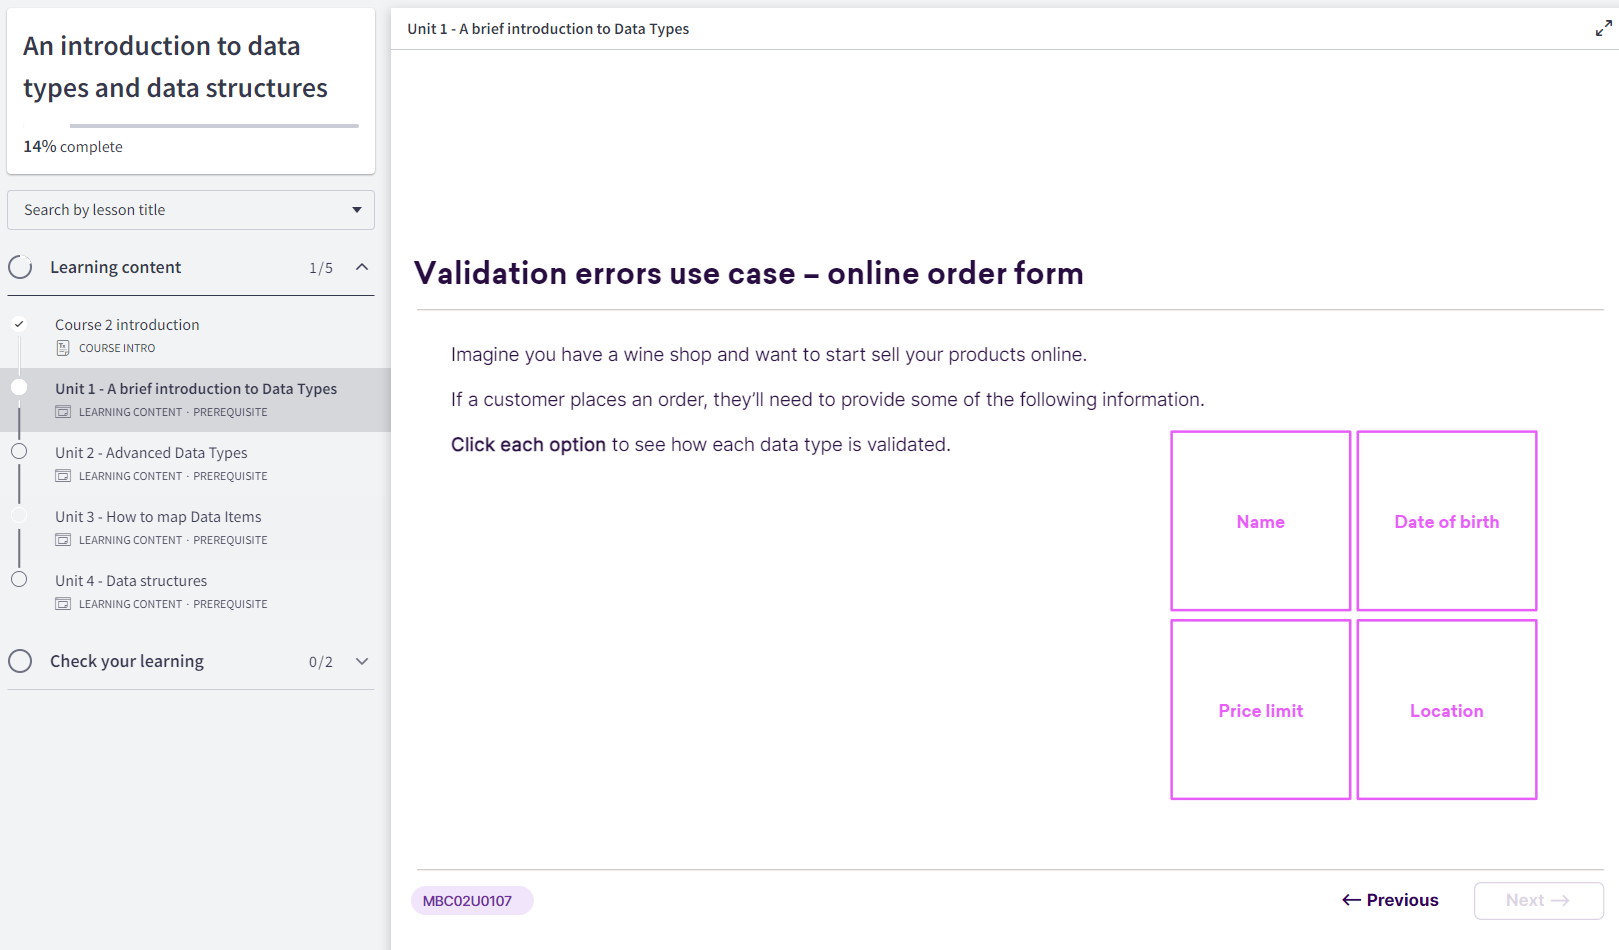 An introduction to data
types and data structures
14% complete
Search by lesson title
Learning content 1/5
Course 2 introduction
COURSE INTRO
Unit 1 - A brief introduction to Data Types
LEARNING CONTENT · PREREQUISITE
Unit 2 - Advanced Data Types
LEARNING CONTENT · PREREQUISITE
Unit 3 - How to map Data Items
LEARNING CONTENT · PREREQUISITE
Unit 4 - Data structures
LEARNING CONTENT · PREREQUISITE
Check your learning 0/2
Unit 1 - A brief introduction to Data Types
Validation errors use case – online order form
Imagine you have a wine shop and want to start sell your products online.
If a customer places an order, they’ll need to provide some of the following information.
Click each option to see how each data type is validated.
Name
Date of birth
Price limit
Location
MBC02U0107
← Previous
Next →